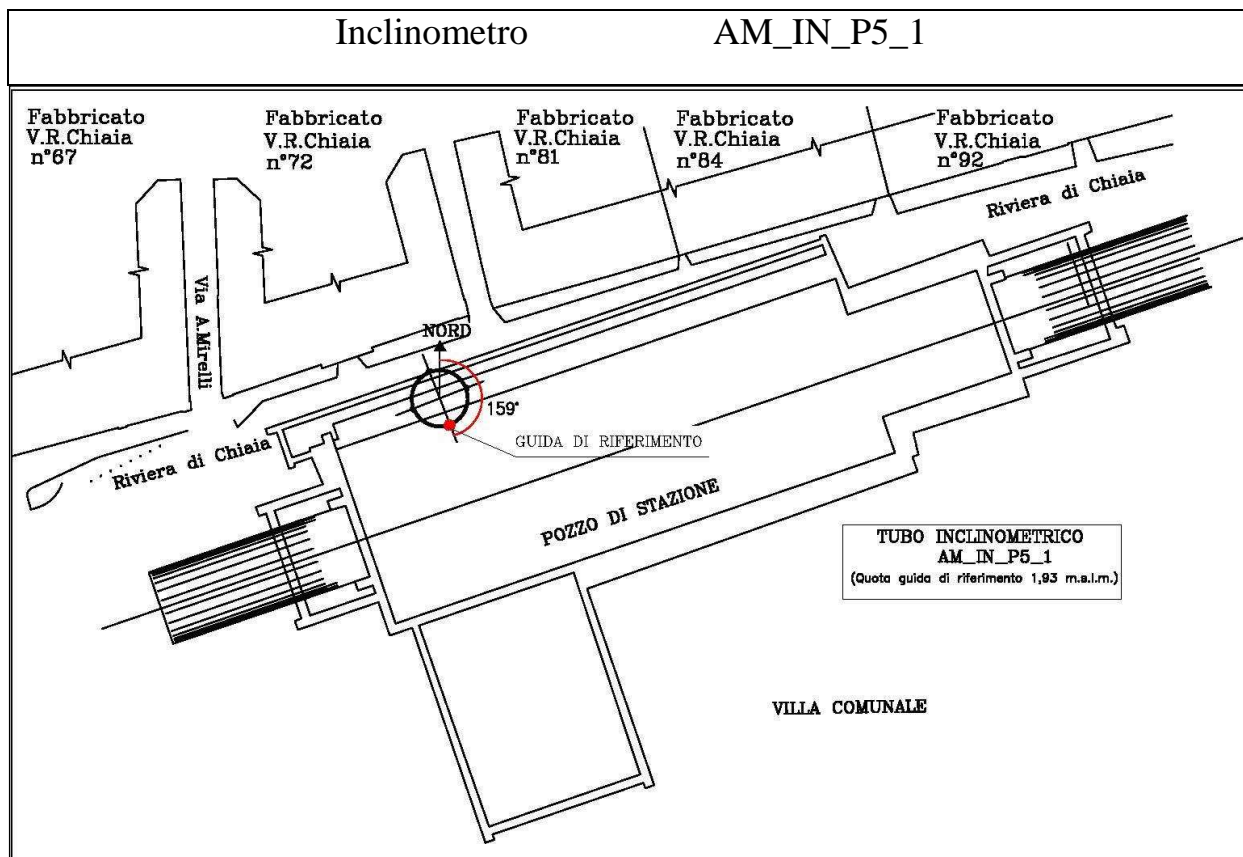 Inclinometro AM_IN_P5_1
Fabbricato
V.R.Chiaia
n°67
Fabbricato
V.R.Chiaia
n°72
Fabbricato
V.R.Chiaia
n°81
Fabbricato
V.R.Chiaia
n°84
Fabbricato
V.R.Chiaia
n°92
Riviera di Chiaia
Via A.Mirelli
NORD
159°
GUIDA DI RIFERIMENTO
Riviera di Chiaia
POZZO DI STAZIONE
TUBO INCLINOMETRICO
AM_IN_P5_1
(Quota guida di riferimento 1,93 m.s.l.m.)
VILLA COMUNALE